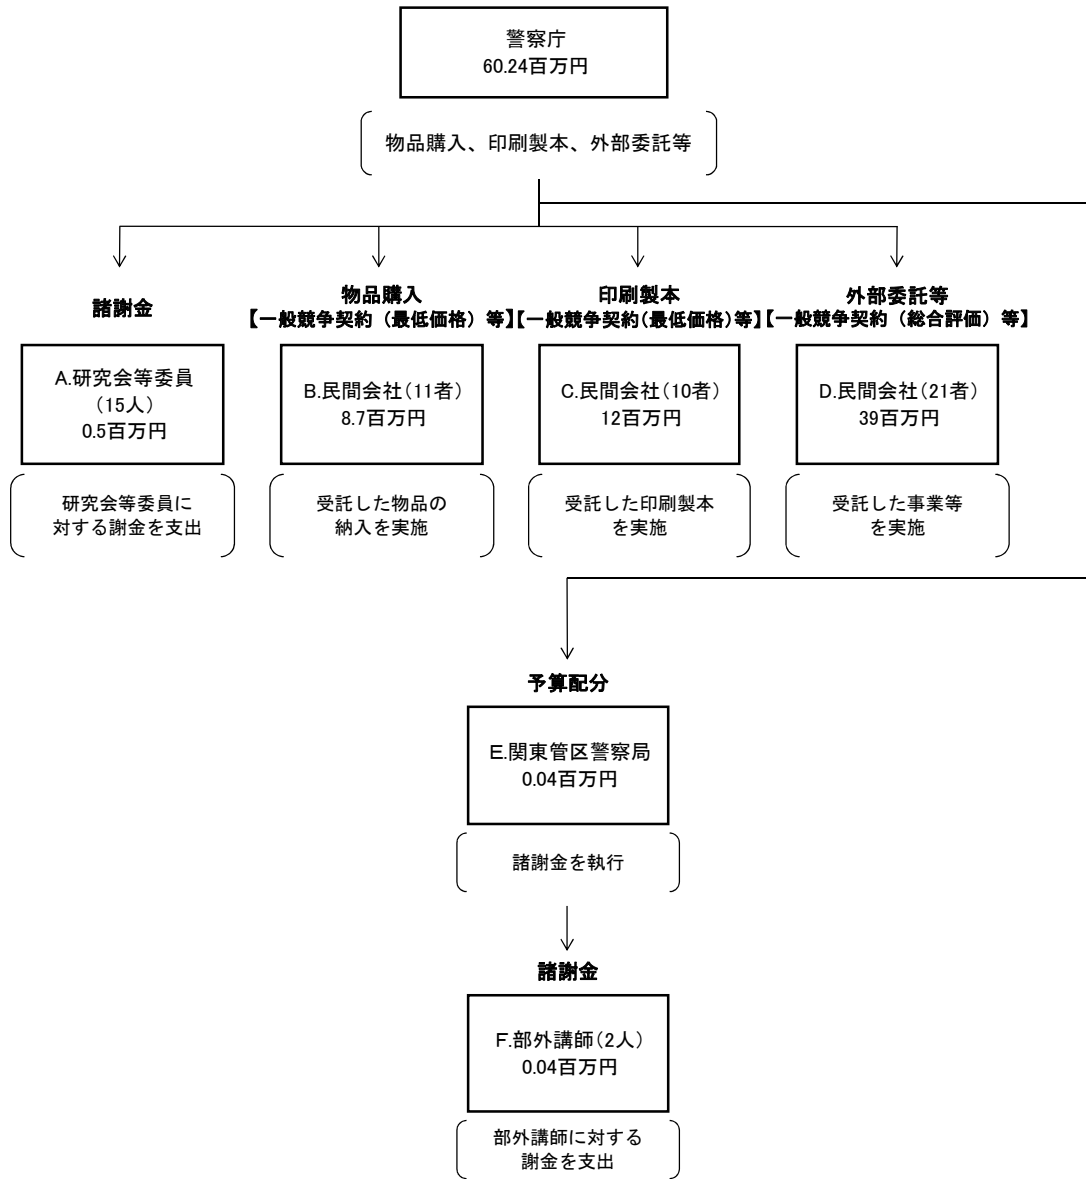 警察庁
60.24百万円
物品購入、印刷製本、外部委託等
諸謝金
A.研究会等委員
（15人）
0.5百万円
研究会等委員に
対する謝金を支出
物品購入
【一般競争契約（最低価格）等】
B.民間会社（11者）
8.7百万円
受託した物品の
納入を実施
印刷製本
【一般競争契約（最低価格）等】
C.民間会社（10者）
12百万円
受託した印刷製本
を実施
外部委託等
【一般競争契約（総合評価）等】
D.民間会社（21者）
39百万円
受託した事業等
を実施
予算配分
E.関東管区警察局
0.04百万円
諸謝金を執行
諸謝金
F.部外講師（2人）
0.04百万円
部外講師に対する
謝金を支出